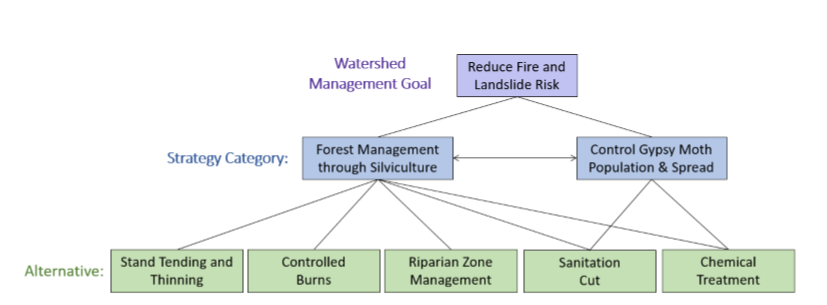 Watershed
Management Goal
Reduce Fire and
Landslide Risk
Strategy Category:
Forest Management
through Silviculture
Control Gypsy Moth
Population & Spread
Alternative:
Stand Tending and
Thinning
Controlled
Burns
Riparian Zone
Management
Sanitation
Cut
Chemical
Treatment